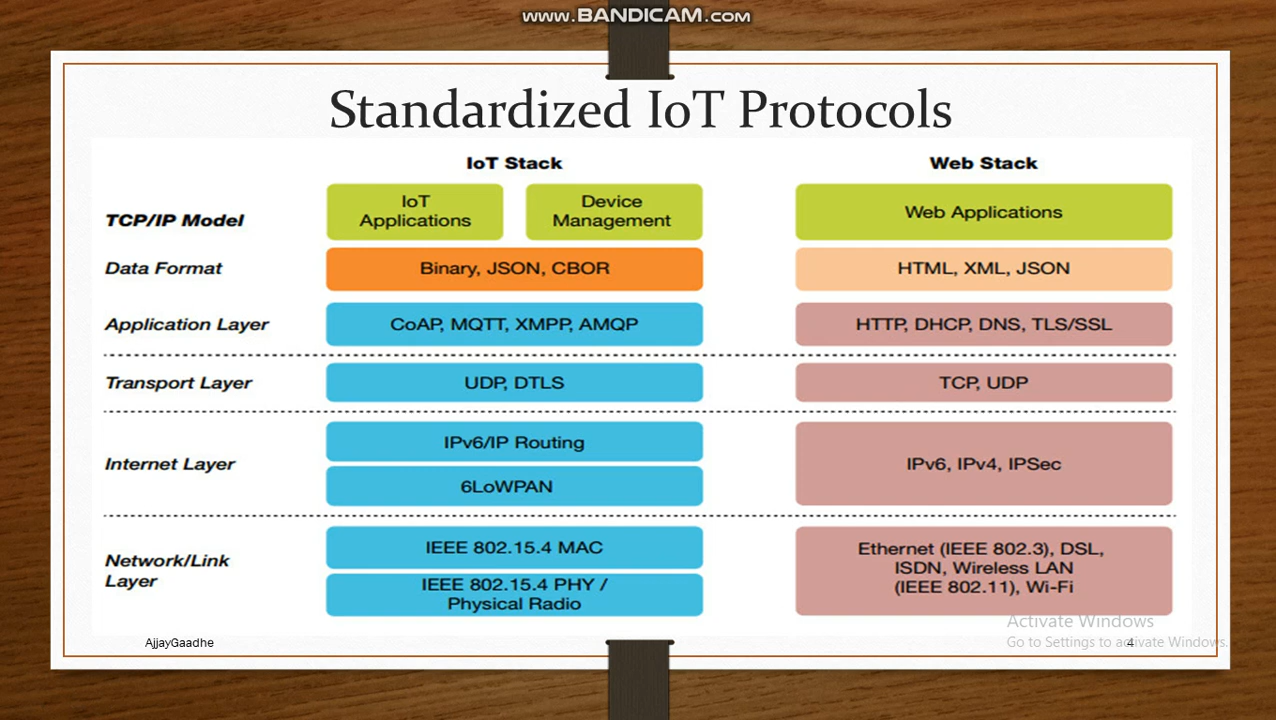 www.BANDICAM.com
Standardized IoT Protocols
IoT Stack
Web Stack
TCP/IP Model
IoT
Applications
Device
Management
Web Applications
Data Format
Binary, JSON, CBOR
HTML, XML, JSON
Application Layer
CoAP, MQTT, XMPP, AMQP
HTTP, DHCP, DNS, TLS/SSL
Transport Layer
UDP, DTLS
TCP, UDP
Internet Layer
IPv6/IP Routing
6LoWPAN
IPv6, IPv4, IPSec
Network/Link
Layer
IEEE 802.15.4 MAC
IEEE 802.15.4 PHY /
Physical Radio
Ethernet (IEEE 802.3), DSL,
ISDN, Wireless LAN
(IEEE 802.11), Wi-Fi
Activate Windows
Go to Settings to activate Windows.
AjjayGaadhe
4